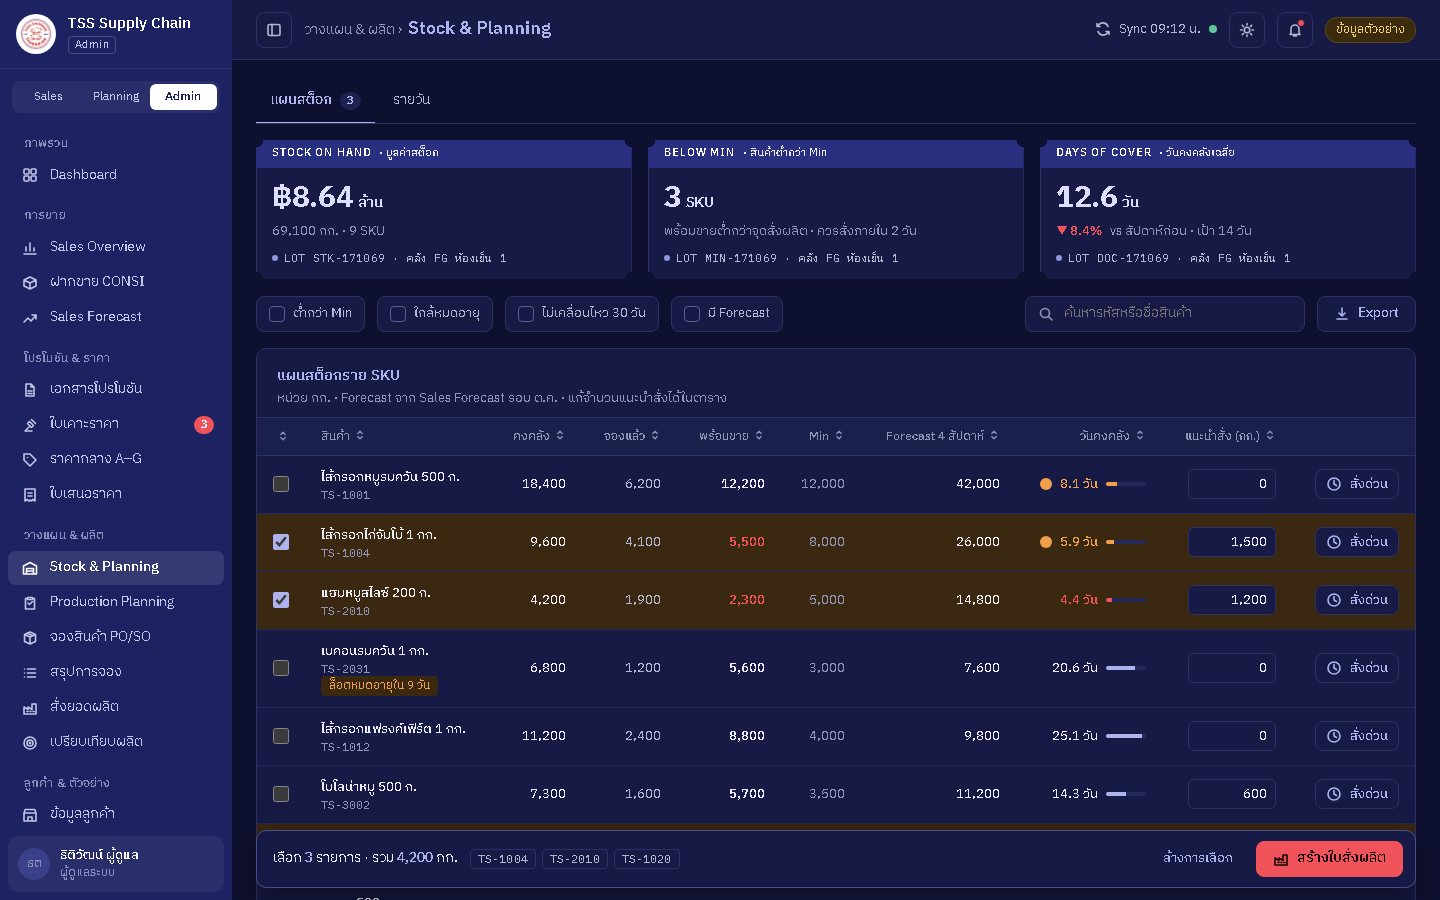 TSS Supply Chain
Admin
Sales Planning Admin
ภาพรวม
Dashboard
การขาย
Sales Overview
ฝากขาย CONSI
Sales Forecast
โปรโมชัน & ราคา
เอกสารโปรโมชัน
ใบเคาะราคา 3
ราคากลาง A–G
ใบเสนอราคา
วางแผน & ผลิต
Stock & Planning
Production Planning
จองสินค้า PO/SO
สรุปการจอง
สั่งยอดผลิต
เปรียบเทียบผลิต
ลูกค้า & ตัวอย่าง
ข้อมูลลูกค้า
ธต
ธิติวัฒน์ ผู้ดูแล
ผู้ดูแลระบบ
วางแผน & ผลิต › Stock & Planning
Sync 09:12 น.
ข้อมูลตัวอย่าง
แผนสต็อก 3
รายวัน
STOCK ON HAND · มูลค่าสต็อก
฿8.64 ล้าน
69,100 กก. · 9 SKU
LOT STK-171069 · คลัง FG ห้องเย็น 1
BELOW MIN · สินค้าต่ำกว่า Min
3 SKU
พร้อมขายต่ำกว่าจุดสั่งผลิต · ควรสั่งภายใน 2 วัน
LOT MIN-171069 · คลัง FG ห้องเย็น 1
DAYS OF COVER · วันคงคลังเฉลี่ย
12.6 วัน
▼ 8.4% vs สัปดาห์ก่อน · เป้า 14 วัน
LOT DOC-171069 · คลัง FG ห้องเย็น 1
ต่ำกว่า Min
ใกล้หมดอายุ
ไม่เคลื่อนไหว 30 วัน
มี Forecast
ค้นหารหัสหรือชื่อสินค้า
Export
แผนสต็อกราย SKU
หน่วย กก. · Forecast จาก Sales Forecast รอบ ต.ค. · แก้จำนวนแนะนำสั่งได้ในตาราง
สินค้า คงคลัง จองแล้ว พร้อมขาย Min Forecast 4 สัปดาห์ วันคงคลัง แนะนำสั่ง (กก.)
ไส้กรอกหมูรมควัน 500 ก.
TS-1001
18,400 6,200 12,200 12,000 42,000 8.1 วัน 0 สั่งด่วน
ไส้กรอกไก่จัมโบ้ 1 กก.
TS-1004
9,600 4,100 5,500 8,000 26,000 5.9 วัน 1,500 สั่งด่วน
แฮมหมูสไลซ์ 200 ก.
TS-2010
4,200 1,900 2,300 5,000 14,800 4.4 วัน 1,200 สั่งด่วน
เบคอนรมควัน 1 กก.
TS-2031
ล็อตหมดอายุใน 9 วัน
6,800 1,200 5,600 3,000 7,600 20.6 วัน 0 สั่งด่วน
ไส้กรอกแฟรงค์เฟิร์ต 1 กก.
TS-1012
11,200 2,400 8,800 4,000 9,800 25.1 วัน 0 สั่งด่วน
โบโลน่าหมู 500 ก.
TS-3002
7,300 1,600 5,700 3,500 11,200 14.3 วัน 600 สั่งด่วน
เลือก 3 รายการ · รวม 4,200 กก. TS-1004 TS-2010 TS-1020
ล้างการเลือก
สร้างใบสั่งผลิต